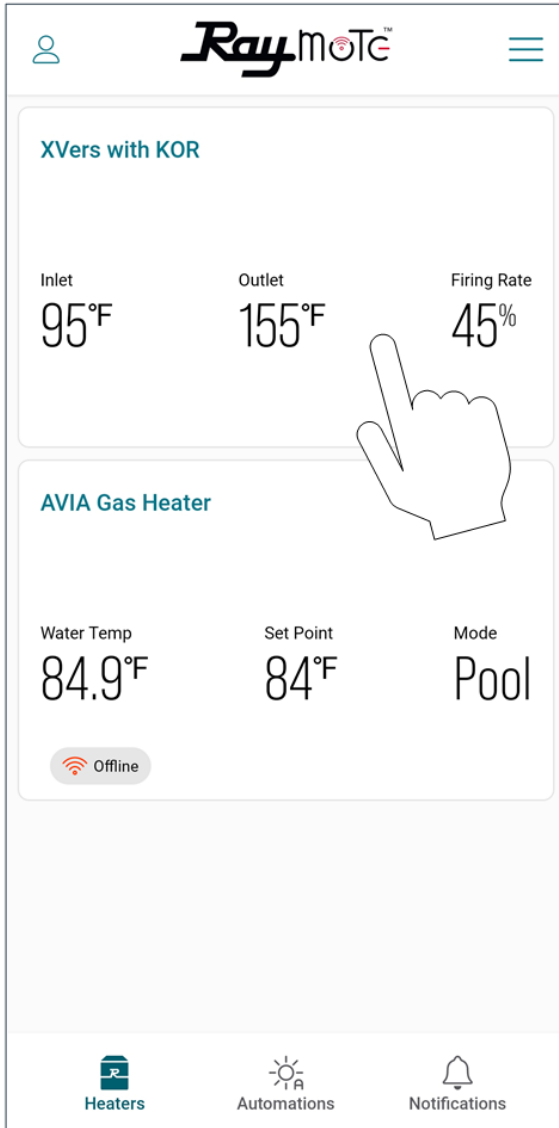 Raymote™
XVers with KOR
Inlet Outlet Firing Rate
95°F 155°F 45%
AVIA Gas Heater
Water Temp Set Point Mode
84.9°F 84°F Pool
Offline
R A
Heaters Automations Notifications